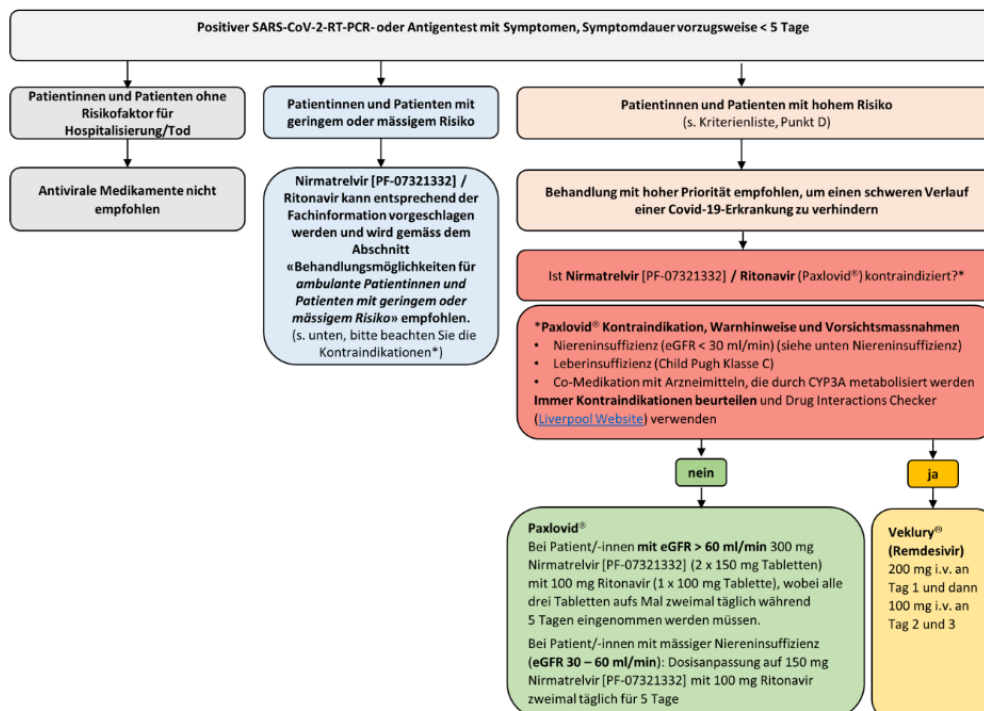 Positiver SARS-CoV-2-RT-PCR- oder Antigentest mit Symptomen, Symptomdauer vorzugsweise < 5 Tage
Patientinnen und Patienten ohne
Risikofaktor für
Hospitalisierung/Tod
Antivirale Medikamente nicht
empfohlen
Patientinnen und Patienten mit
geringem oder mässigem Risiko
Nirmatrelvir [PF-07321332] /
Ritonavir kann entsprechend der
Fachinformation vorgeschlagen
werden und wird gemäss dem
Abschnitt
«Behandlungsmöglichkeiten für
ambulante Patientinnen und
Patienten mit geringem oder
mässigem Risiko» empfohlen.
(s. unten, bitte beachten Sie die
Kontraindikationen*)
Patientinnen und Patienten mit hohem Risiko
(s. Kriterienliste, Punkt D)
Behandlung mit hoher Priorität empfohlen, um einen schweren Verlauf
einer Covid-19-Erkrankung zu verhindern
Ist Nirmatrelvir [PF-07321332] / Ritonavir (Paxlovid®) kontraindiziert?*
*Paxlovid® Kontraindikation, Warnhinweise und Vorsichtsmassnahmen
• Niereninsuffizienz (eGFR < 30 ml/min) (siehe unten Niereninsuffizienz)
• Leberinsuffizienz (Child Pugh Klasse C)
• Co-Medikation mit Arzneimitteln, die durch CYP3A metabolisiert werden
Immer Kontraindikationen beurteilen und Drug Interactions Checker
(Liverpool Website) verwenden
nein
Paxlovid®
Bei Patient/-innen mit eGFR > 60 ml/min 300 mg
Nirmatrelvir [PF-07321332] (2 x 150 mg Tabletten)
mit 100 mg Ritonavir (1 x 100 mg Tablette), wobei alle
drei Tabletten aufs Mal zweimal täglich während
5 Tagen eingenommen werden müssen.
Bei Patient/-innen mit mässiger Niereninsuffizienz
(eGFR 30 – 60 ml/min): Dosisanpassung auf 150 mg
Nirmatrelvir [PF-07321332] mit 100 mg Ritonavir
zweimal täglich für 5 Tage
ja
Veklury®
(Remdesivir)
200 mg i.v. an
Tag 1 und dann
100 mg i.v. an
Tag 2 und 3